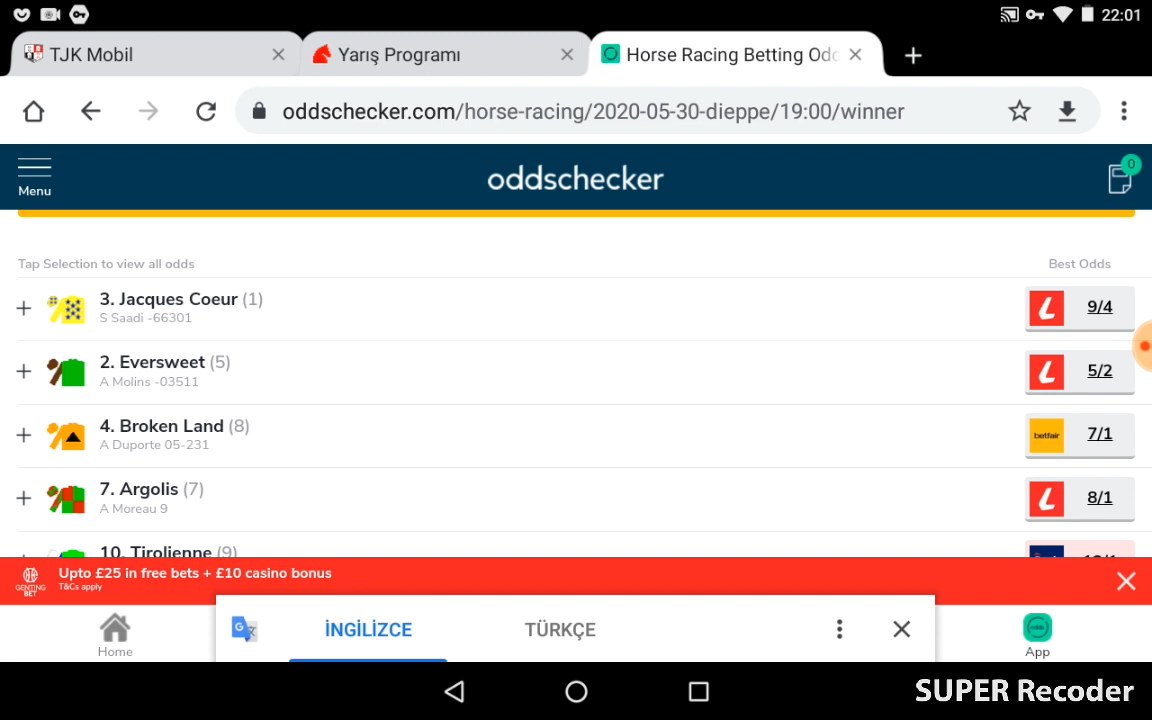 22:01
TJK Mobil
Yarış Programı
Horse Racing Betting Odd
oddschecker.com/horse-racing/2020-05-30-dieppe/19:00/winner
Menu
oddschecker
0
Tap Selection to view all odds
Best Odds
3. Jacques Coeur (1)
S Saadi -66301
9/4
2. Eversweet (5)
A Molins -03511
5/2
4. Broken Land (8)
A Duporte 05-231
betfair
7/1
7. Argolis (7)
A Moreau 9
8/1
10. Tirolienne (9)
GENTING BET
Upto £25 in free bets + £10 casino bonus
T&Cs apply
Home
İNGİLİZCE
TÜRKÇE
App
SUPER Recoder